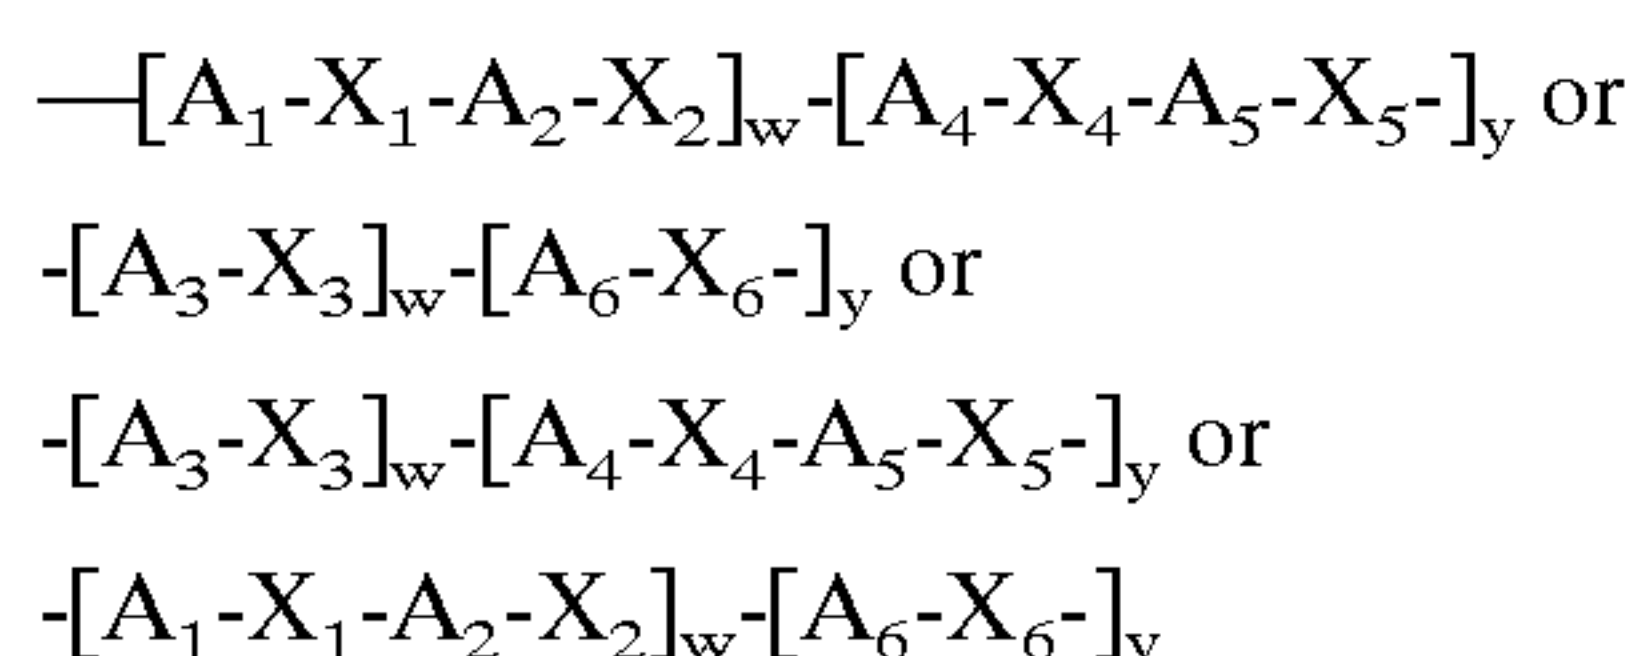 —[A₁-X₁-A₂-X₂]w-[A₄-X₄-A₅-X₅-]y or
-[A₃-X₃]w-[A₆-X₆-]y or
-[A₃-X₃]w-[A₄-X₄-A₅-X₅-]y or
-[A₁-X₁-A₂-X₂]w-[A₆-X₆-]y